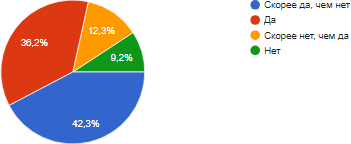 Скорее да, чем нет
Да
Скорее нет, чем да
Нет
36,2%
12,3%
9,2%
42,3%